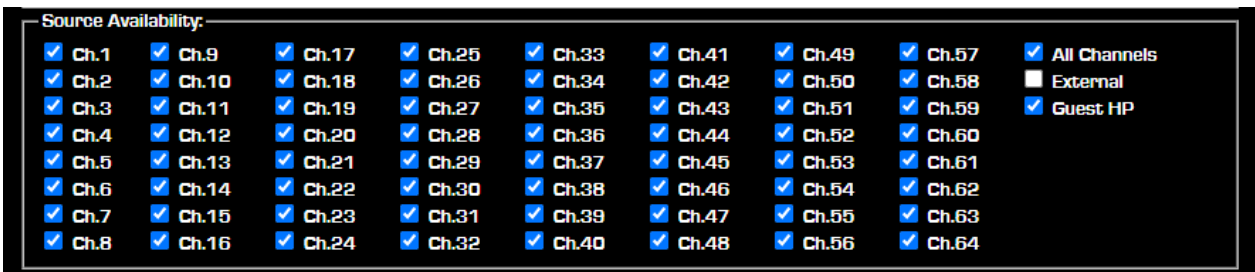 Source Availability:
Ch.1 Ch.9 Ch.17 Ch.25 Ch.33 Ch.41 Ch.49 Ch.57 All Channels
Ch.2 Ch.10 Ch.18 Ch.26 Ch.34 Ch.42 Ch.50 Ch.58 External
Ch.3 Ch.11 Ch.19 Ch.27 Ch.35 Ch.43 Ch.51 Ch.59 Guest HP
Ch.4 Ch.12 Ch.20 Ch.28 Ch.36 Ch.44 Ch.52 Ch.60
Ch.5 Ch.13 Ch.21 Ch.29 Ch.37 Ch.45 Ch.53 Ch.61
Ch.6 Ch.14 Ch.22 Ch.30 Ch.38 Ch.46 Ch.54 Ch.62
Ch.7 Ch.15 Ch.23 Ch.31 Ch.39 Ch.47 Ch.55 Ch.63
Ch.8 Ch.16 Ch.24 Ch.32 Ch.40 Ch.48 Ch.56 Ch.64